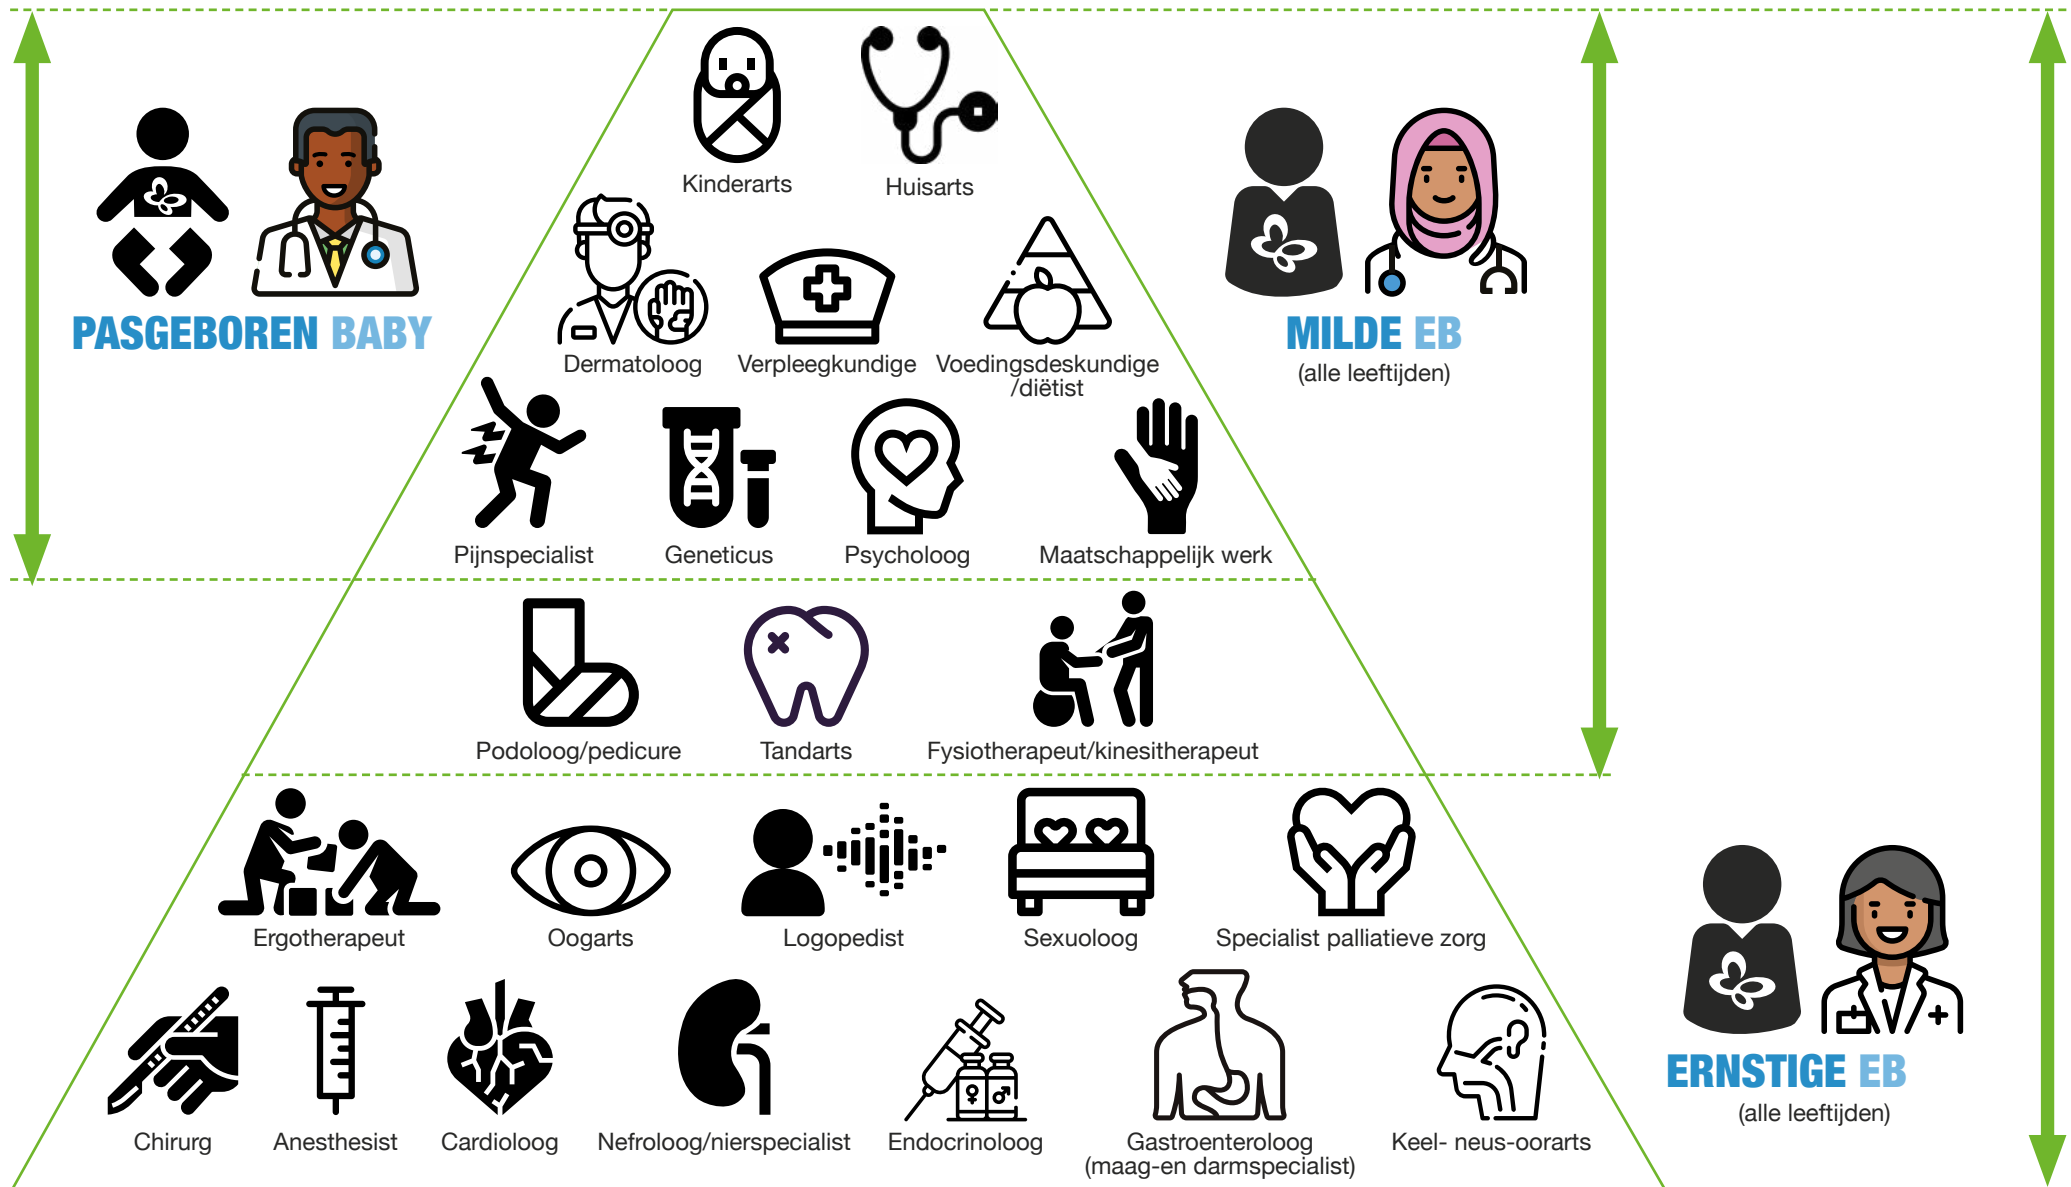 Kinderarts
Huisarts
PASGEBOREN BABY
MILDE EB
(alle leeftijden)
Dermatoloog
Verpleegkundige
Voedingsdeskundige
/diëtist
Pijnspecialist
Geneticus
Psycholoog
Maatschappelijk werk
Podoloog/pedicure
Tandarts
Fysiotherapeut/kinesitherapeut
Ergotherapeut
Oogarts
Logopedist
Sexuoloog
Specialist palliatieve zorg
ERNSTIGE EB
(alle leeftijden)
Chirurg
Anesthesist
Cardioloog
Nefroloog/nierspecialist
Endocrinoloog
Gastroenteroloog
(maag-en darmspecialist)
Keel- neus-oorarts